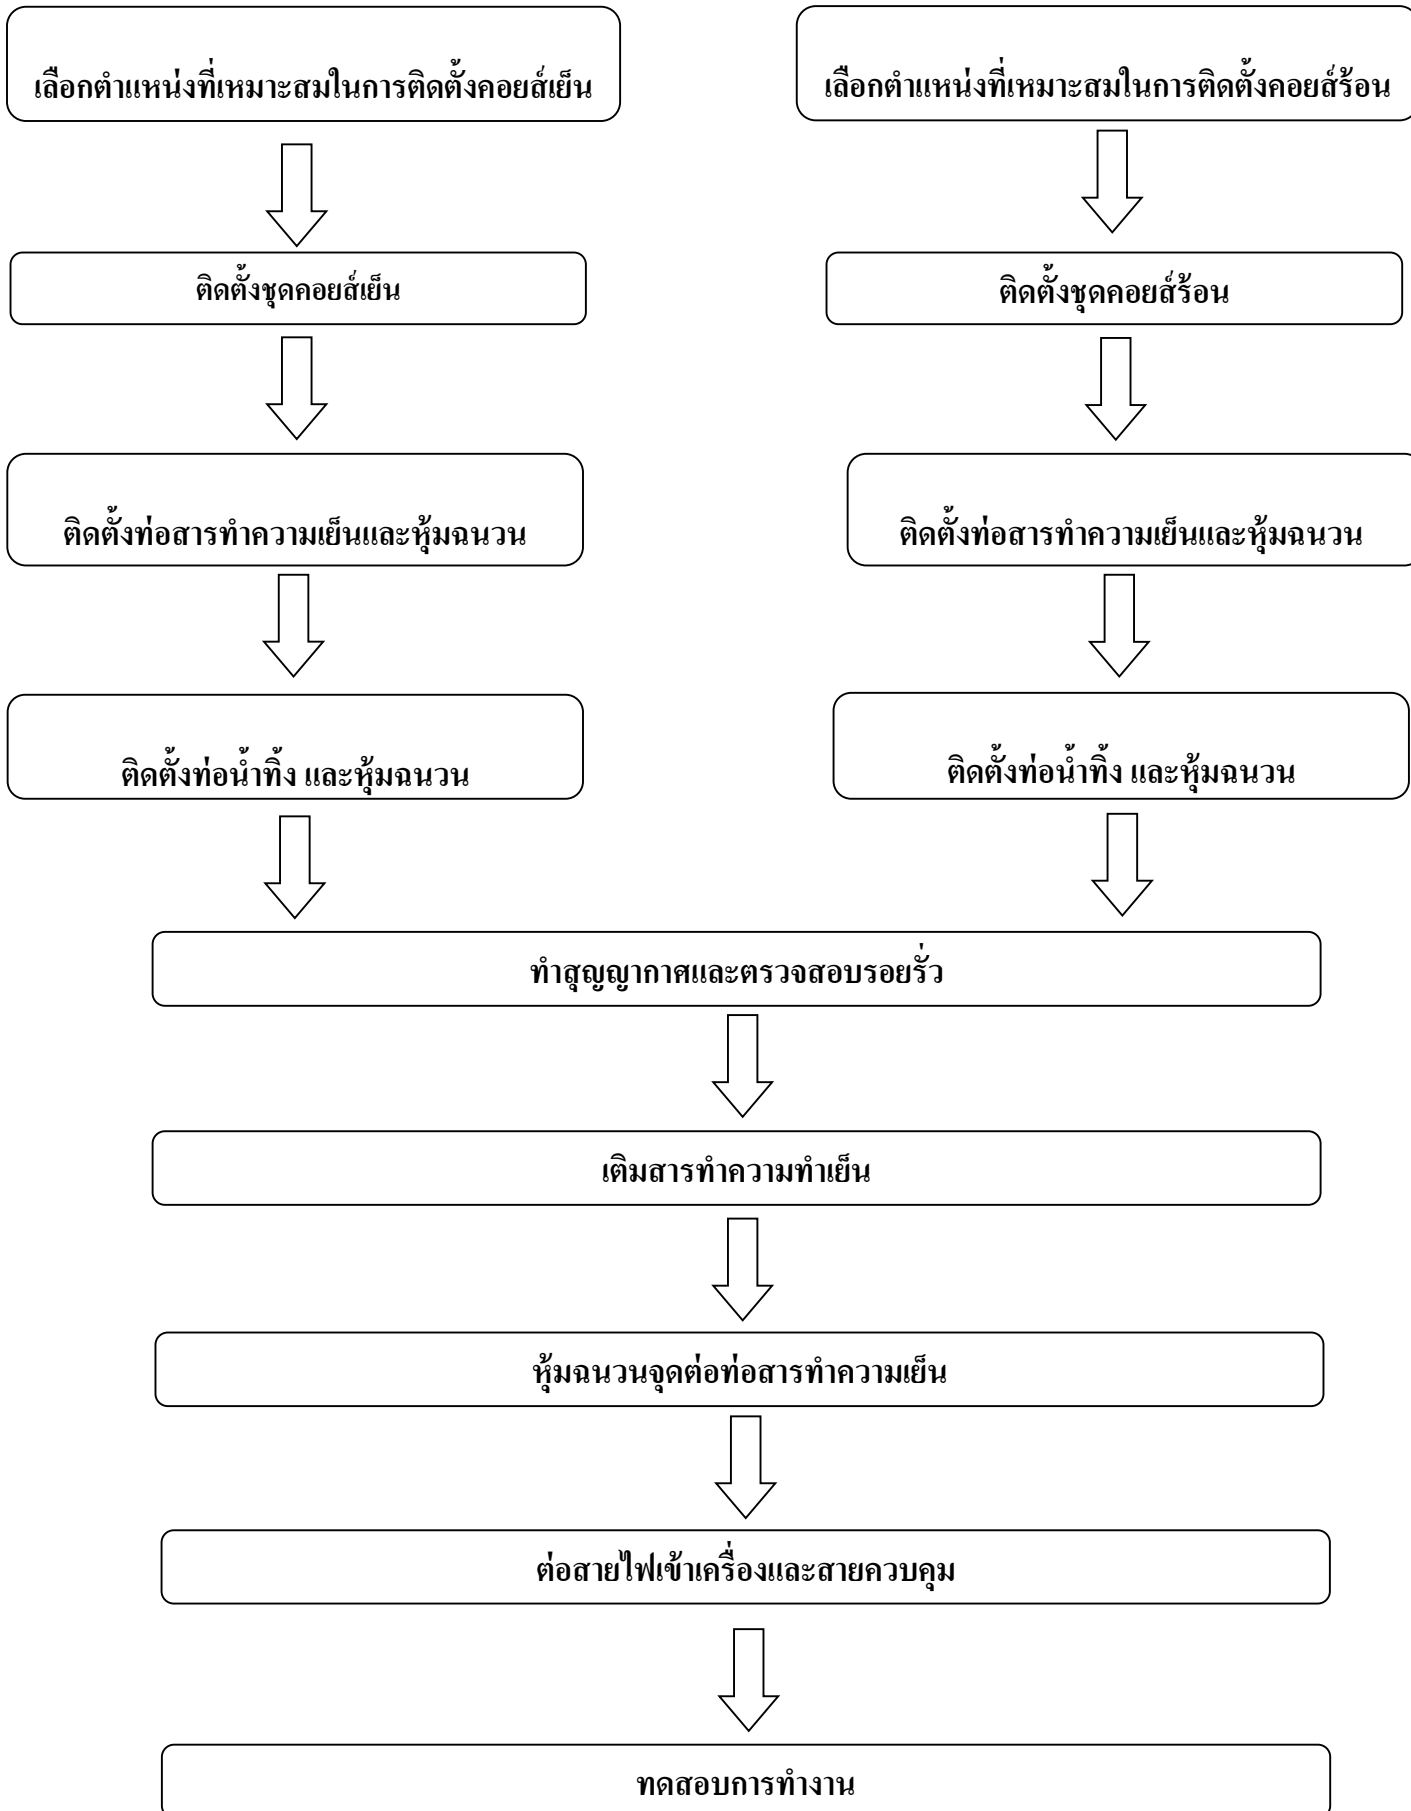 เลือกตำแหน่งที่เหมาะสมในการติดตั้งคอยส์เย็น
เลือกตำแหน่งที่เหมาะสมในการติดตั้งคอยส์ร้อน
ติดตั้งชุดคอยส์เย็น
ติดตั้งชุดคอยส์ร้อน
ติดตั้งท่อสารทำความเย็นและหุ้มฉนวน
ติดตั้งท่อสารทำความเย็นและหุ้มฉนวน
ติดตั้งท่อน้ำทิ้ง และหุ้มฉนวน
ติดตั้งท่อน้ำทิ้ง และหุ้มฉนวน
ทำสุญญากาศและตรวจสอบรอยรั่ว
เติมสารทำความทำเย็น
หุ้มฉนวนจุดต่อท่อสารทำความเย็น
ต่อสายไฟเข้าเครื่องและสายควบคุม
ทดสอบการทำงาน